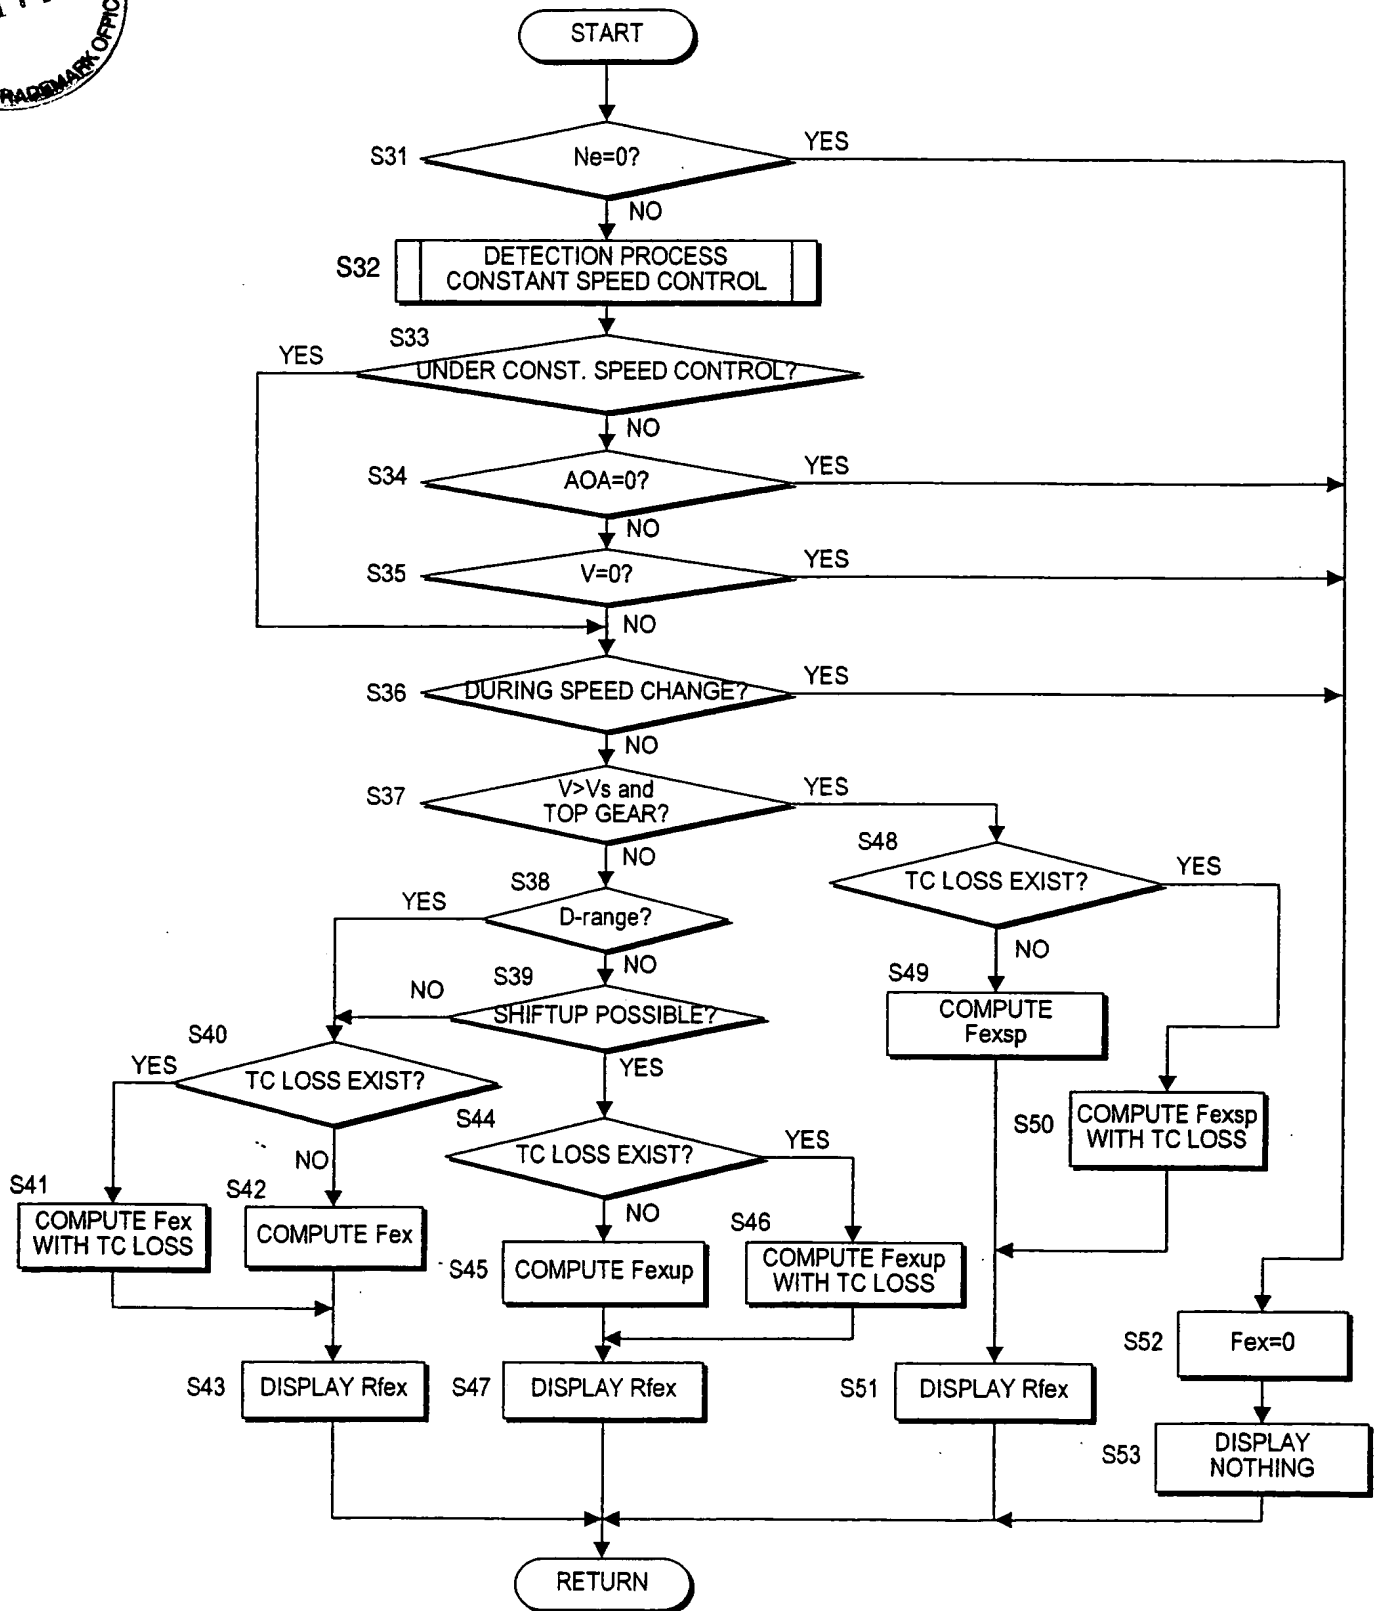 RADEMARK OFFIC
START
S31
Ne=0?
YES
NO
S32
DETECTION PROCESS
CONSTANT SPEED CONTROL
S33
YES
UNDER CONST. SPEED CONTROL?
NO
S34
AOA=0?
YES
NO
S35
V=0?
YES
NO
S36
DURING SPEED CHANGE?
YES
NO
S37
V>Vs and
TOP GEAR?
YES
NO
S48
TC LOSS EXIST?
YES
NO
S38
YES
D-range?
NO
S39
NO
SHIFTUP POSSIBLE?
YES
S49
COMPUTE
Fexsp
S40
YES
TC LOSS EXIST?
NO
S44
TC LOSS EXIST?
YES
NO
S50
COMPUTE Fexsp
WITH TC LOSS
S41
COMPUTE Fex
WITH TC LOSS
S42
COMPUTE Fex
S45
COMPUTE Fexup
S46
COMPUTE Fexup
WITH TC LOSS
S52
Fex=0
S43
DISPLAY Rfex
S47
DISPLAY Rfex
S51
DISPLAY Rfex
S53
DISPLAY
NOTHING
RETURN